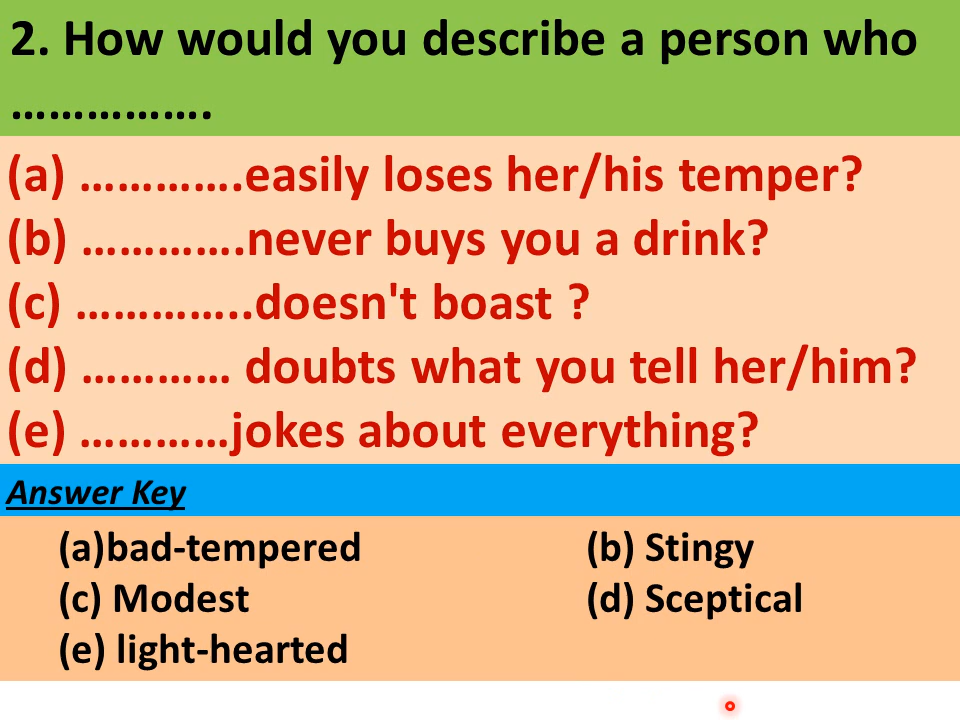 2. How would you describe a person who
…………….
(a) ………….easily loses her/his temper?
(b) ………….never buys you a drink?
(c) …………..doesn't boast ?
(d) ………… doubts what you tell her/him?
(e) …………jokes about everything?
Answer Key
(a)bad-tempered (b) Stingy
(c) Modest (d) Sceptical
(e) light-hearted